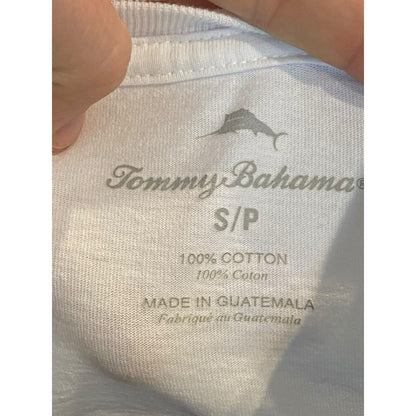 Tommy Bahama®
S/P
100% COTTON
100% Coton
MADE IN GUATEMALA
Fabriqué au Guatemala